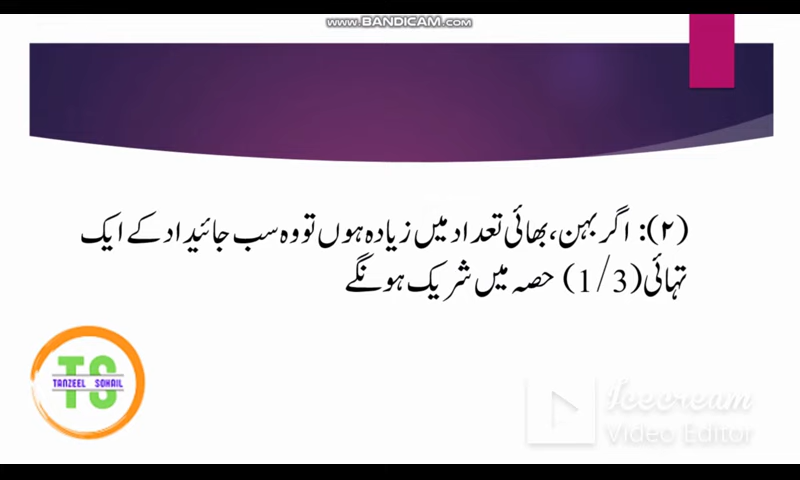 WWW.BANDICAM.COM
(۲): اگر بہن، بھائی تعداد میں زیادہ ہوں تو وہ سب جائیداد کے ایک
تہائی (1/3) حصہ میں شریک ہونگے
TS
TANZEEL SOHAIL
Icecream
Video Editor